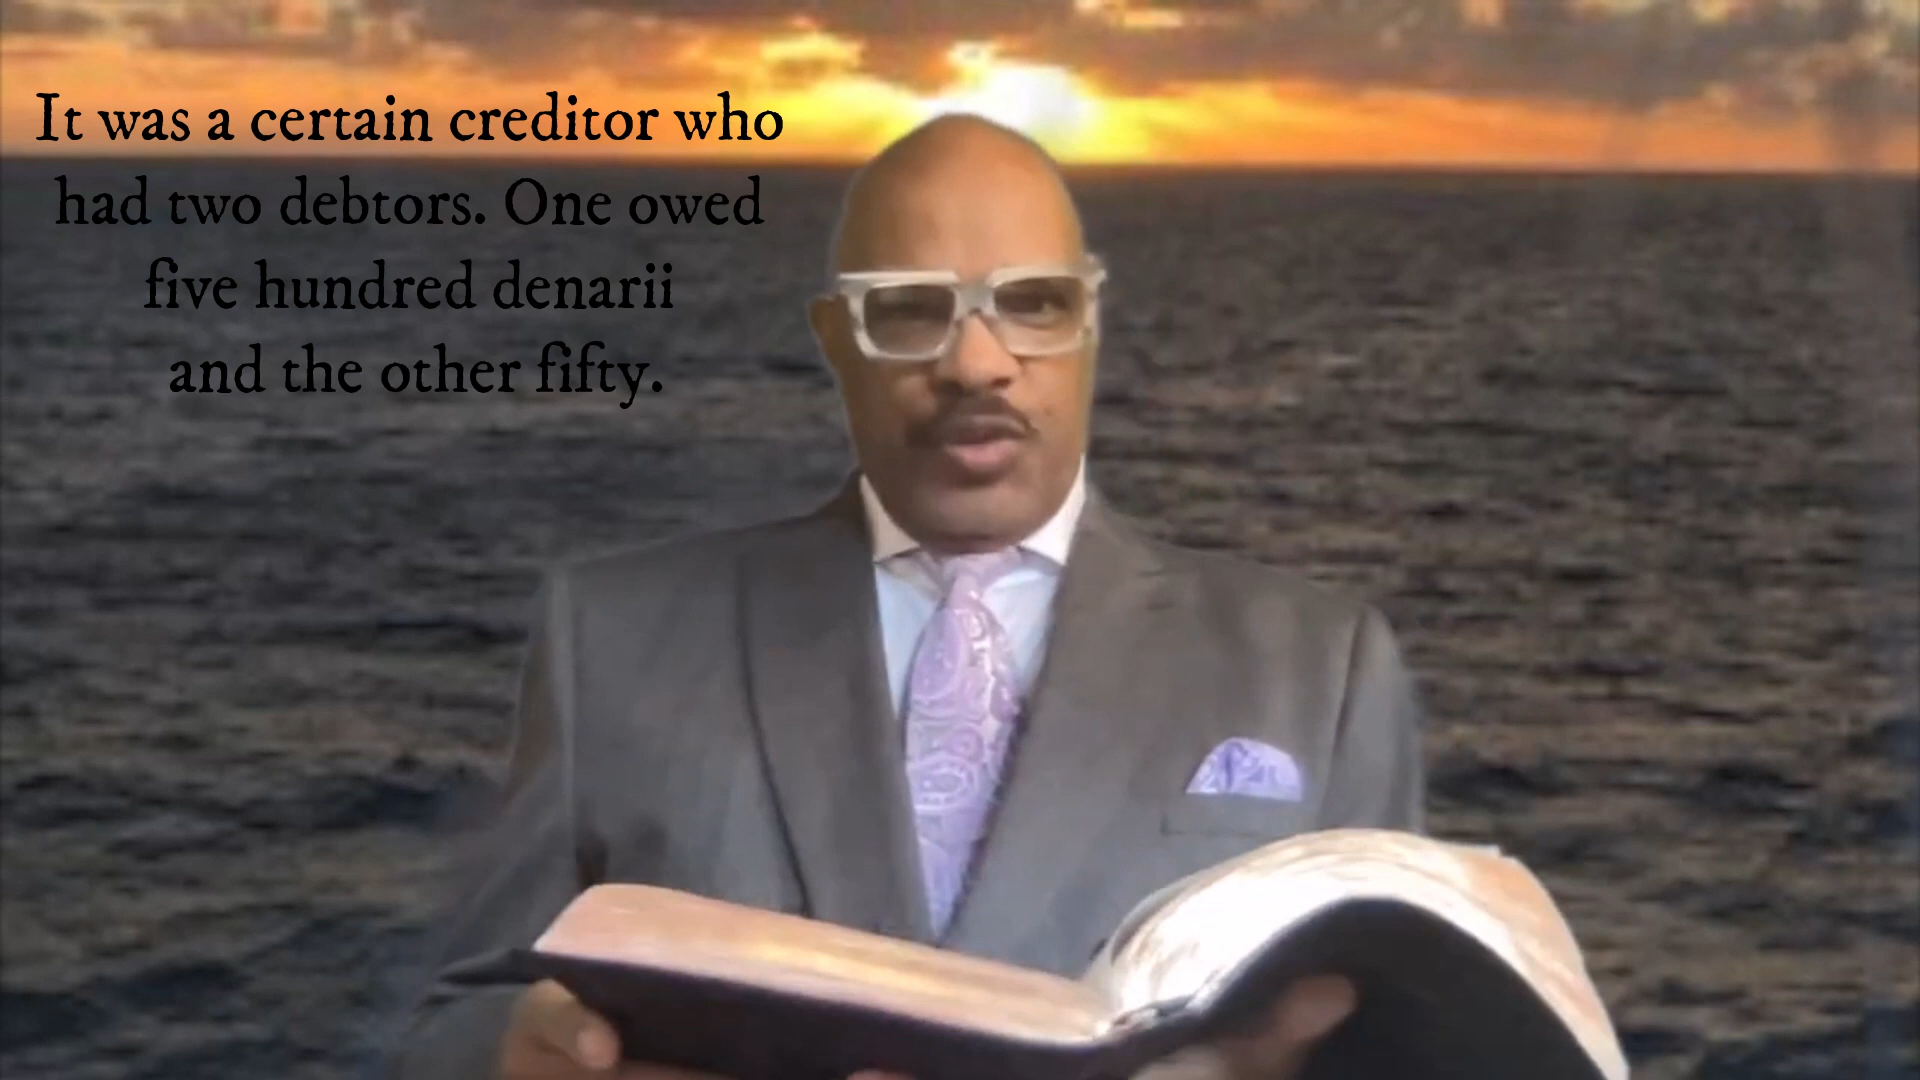 It was a certain creditor who
had two debtors. One owed
five hundred denarii
and the other fifty.